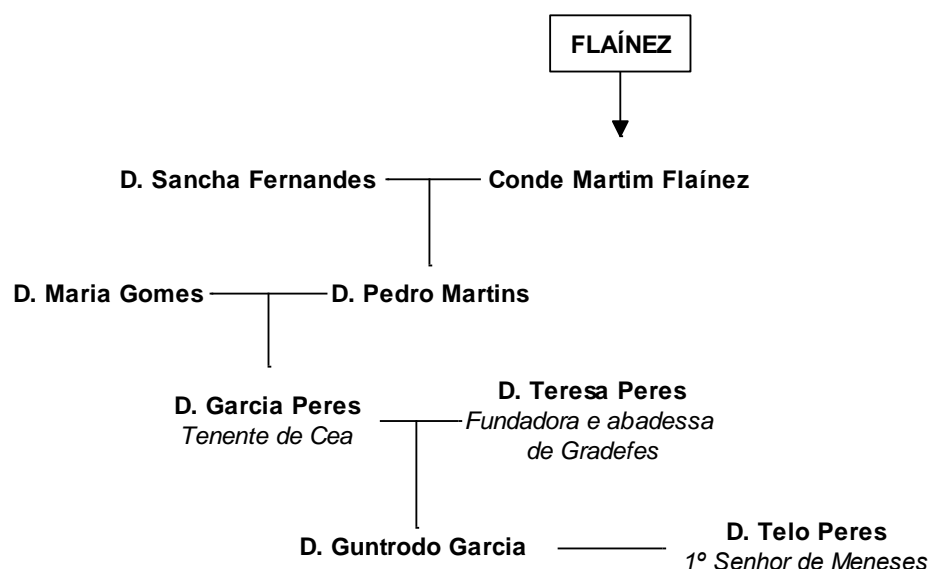 FLAÍNEZ
D. Sancha Fernandes
Conde Martim Flaínez
D. Maria Gomes
D. Pedro Martins
D. Garcia Peres
Tenente de Cea
D. Teresa Peres
Fundadora e abadessa
de Gradefes
D. Guntrodo Garcia
D. Telo Peres
1º Senhor de Meneses